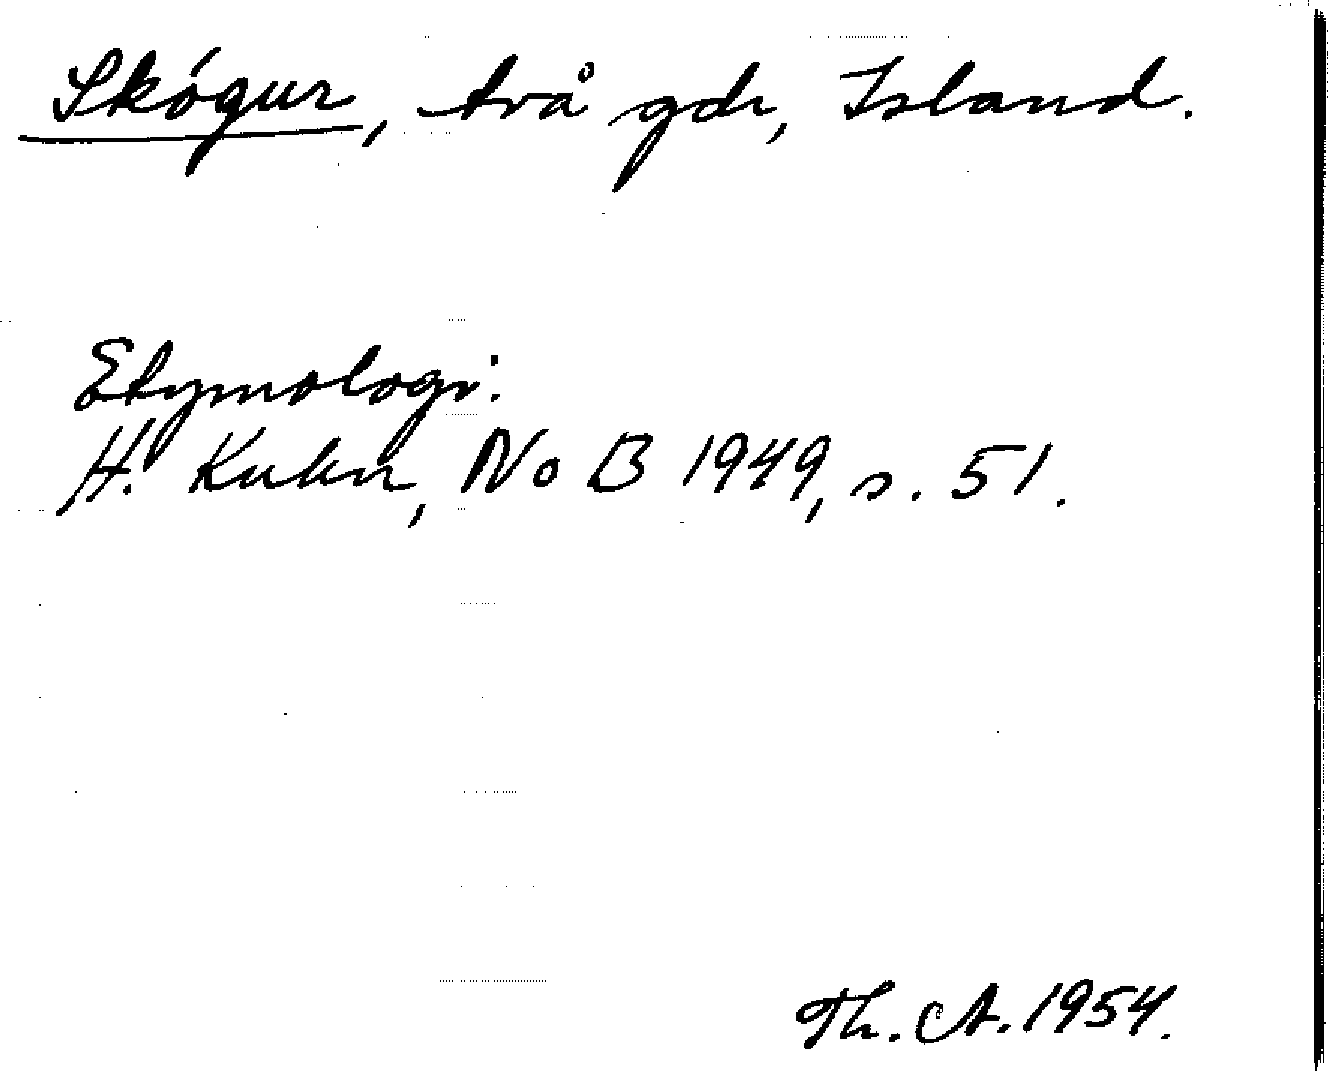 Skógur, två gdr, Island.
Etymologi:
H. Kuhn, NoB 1949, s. 51.
Th. A. 1954.